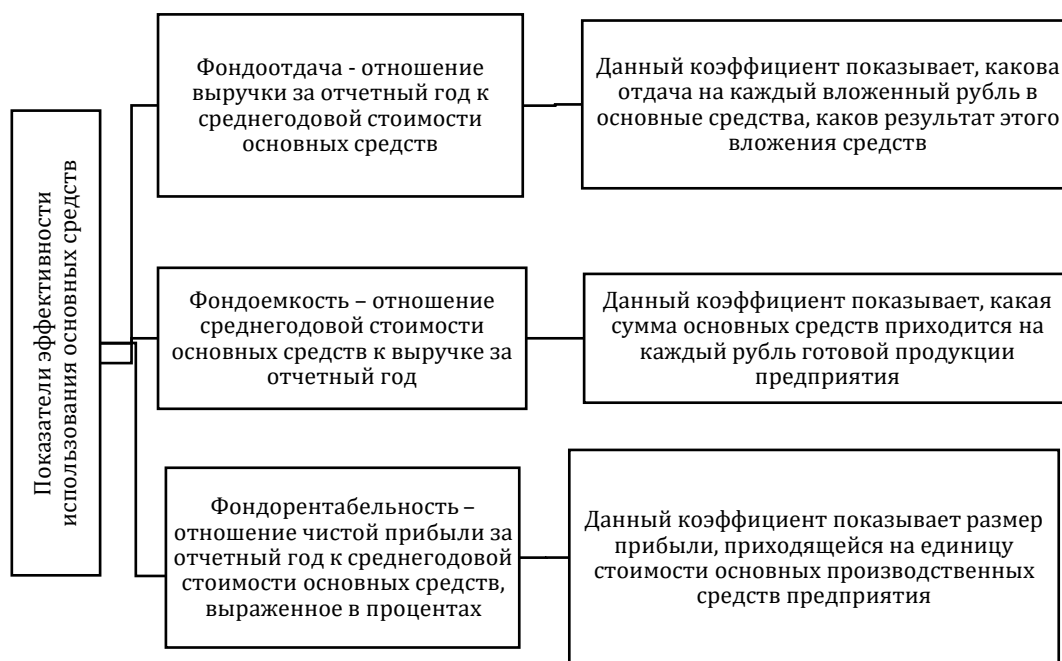 Показатели эффективности
использования основных средств
Фондоотдача - отношение
выручки за отчетный год к
среднегодовой стоимости
основных средств
Данный коэффициент показывает, какова
отдача на каждый вложенный рубль в
основные средства, каков результат этого
вложения средств
Фондоемкость – отношение
среднегодовой стоимости
основных средств к выручке за
отчетный год
Данный коэффициент показывает, какая
сумма основных средств приходится на
каждый рубль готовой продукции
предприятия
Фондорентабельность –
отношение чистой прибыли за
отчетный год к среднегодовой
стоимости основных средств,
выраженное в процентах
Данный коэффициент показывает размер
прибыли, приходящейся на единицу
стоимости основных производственных
средств предприятия